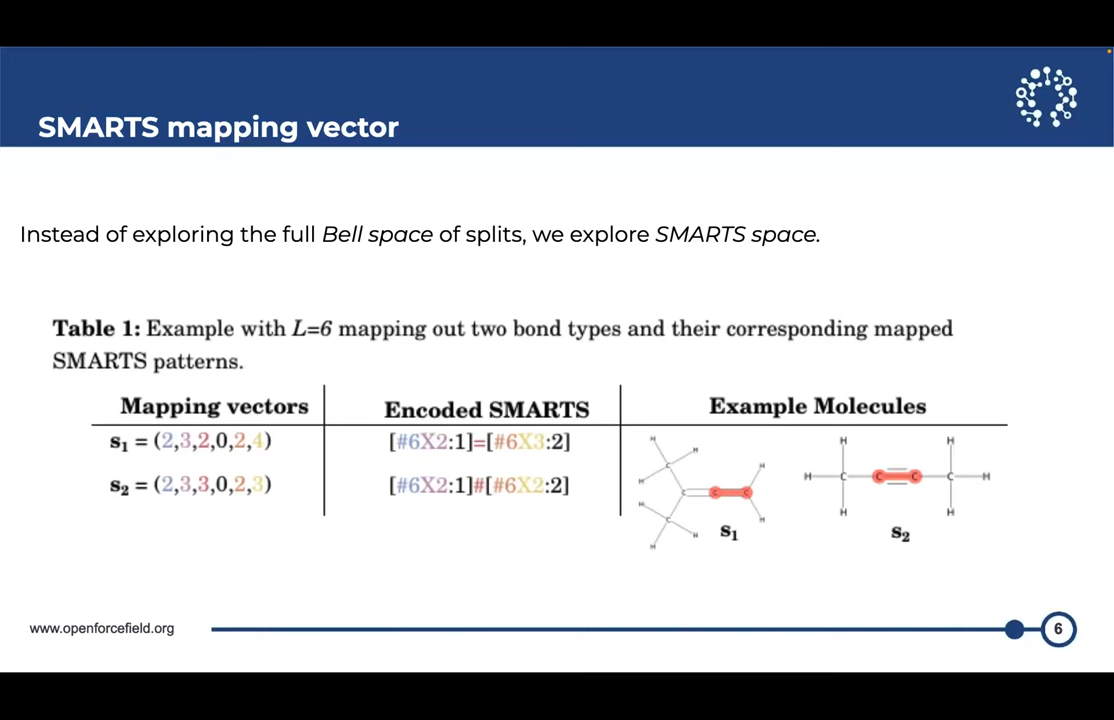 SMARTS mapping vector
Instead of exploring the full Bell space of splits, we explore SMARTS space.
Table 1: Example with L=6 mapping out two bond types and their corresponding mapped
SMARTS patterns.
Mapping vectors Encoded SMARTS Example Molecules
s₁ = (2,3,2,0,2,4) [#6X2:1]=[#6X3:2]
s₂ = (2,3,3,0,2,3) [#6X2:1]#[#6X2:2]
H H H H C C C C H H H C H H
H H H C C C C H H H
s₁ s₂
www.openforcefield.org 6